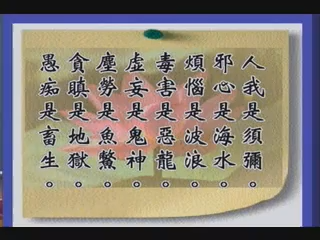 人我是須彌
邪心是海水
煩惱是波浪
毒害是惡龍
虛妄是鬼神
塵勞是魚鱉
貪瞋是地獄
愚痴是畜生。